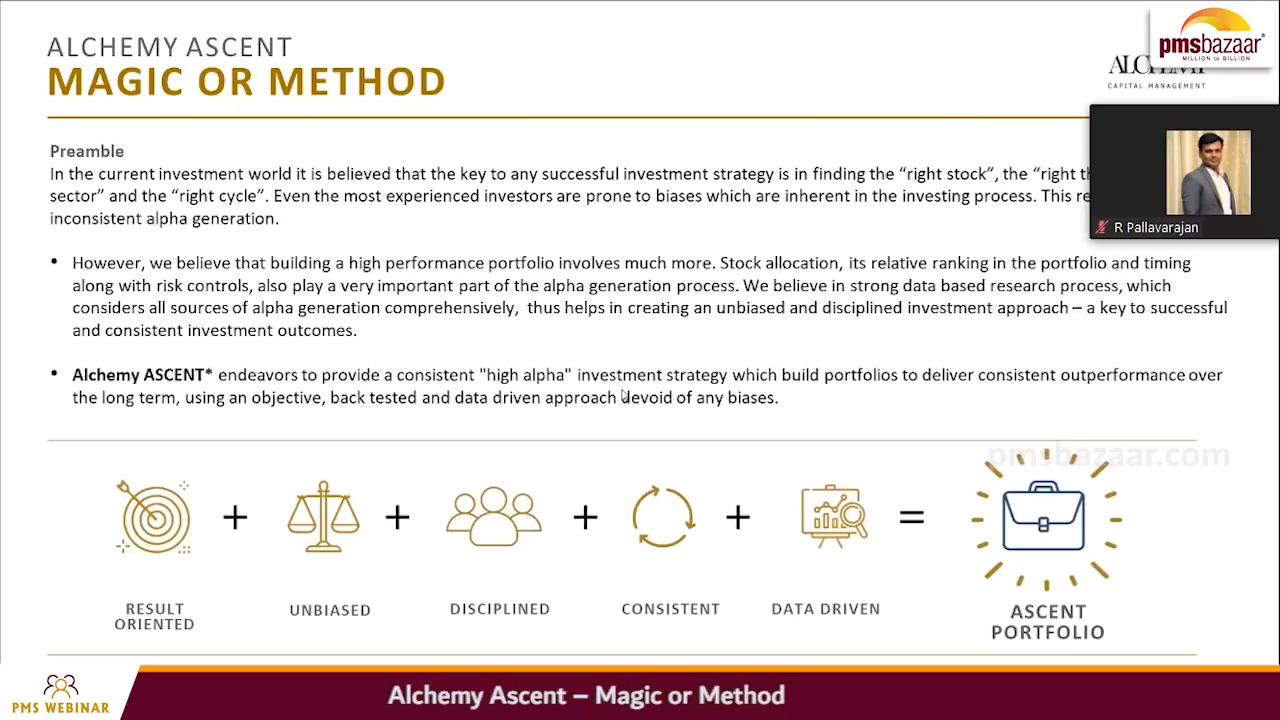 ALCHEMY ASCENT
MAGIC OR METHOD
pmsbazaar®
MILLION to BILLION
CAPITAL MANAGEMENT
Preamble
In the current investment world it is believed that the key to any successful investment strategy is in finding the “right stock”, the “right
sector” and the “right cycle”. Even the most experienced investors are prone to biases which are inherent in the investing process. This
inconsistent alpha generation.
R Pallavarajan
• However, we believe that building a high performance portfolio involves much more. Stock allocation, its relative ranking in the portfolio and timing
along with risk controls, also play a very important part of the alpha generation process. We believe in strong data based research process, which
considers all sources of alpha generation comprehensively, thus helps in creating an unbiased and disciplined investment approach – a key to successful
and consistent investment outcomes.
• Alchemy ASCENT* endeavors to provide a consistent "high alpha" investment strategy which build portfolios to deliver consistent outperformance over
the long term, using an objective, back tested and data driven approach devoid of any biases.
pmsbazaar.com
+ + + + =
RESULT
ORIENTED
UNBIASED
DISCIPLINED
CONSISTENT
DATA DRIVEN
ASCENT
PORTFOLIO
PMS WEBINAR
Alchemy Ascent – Magic or Method